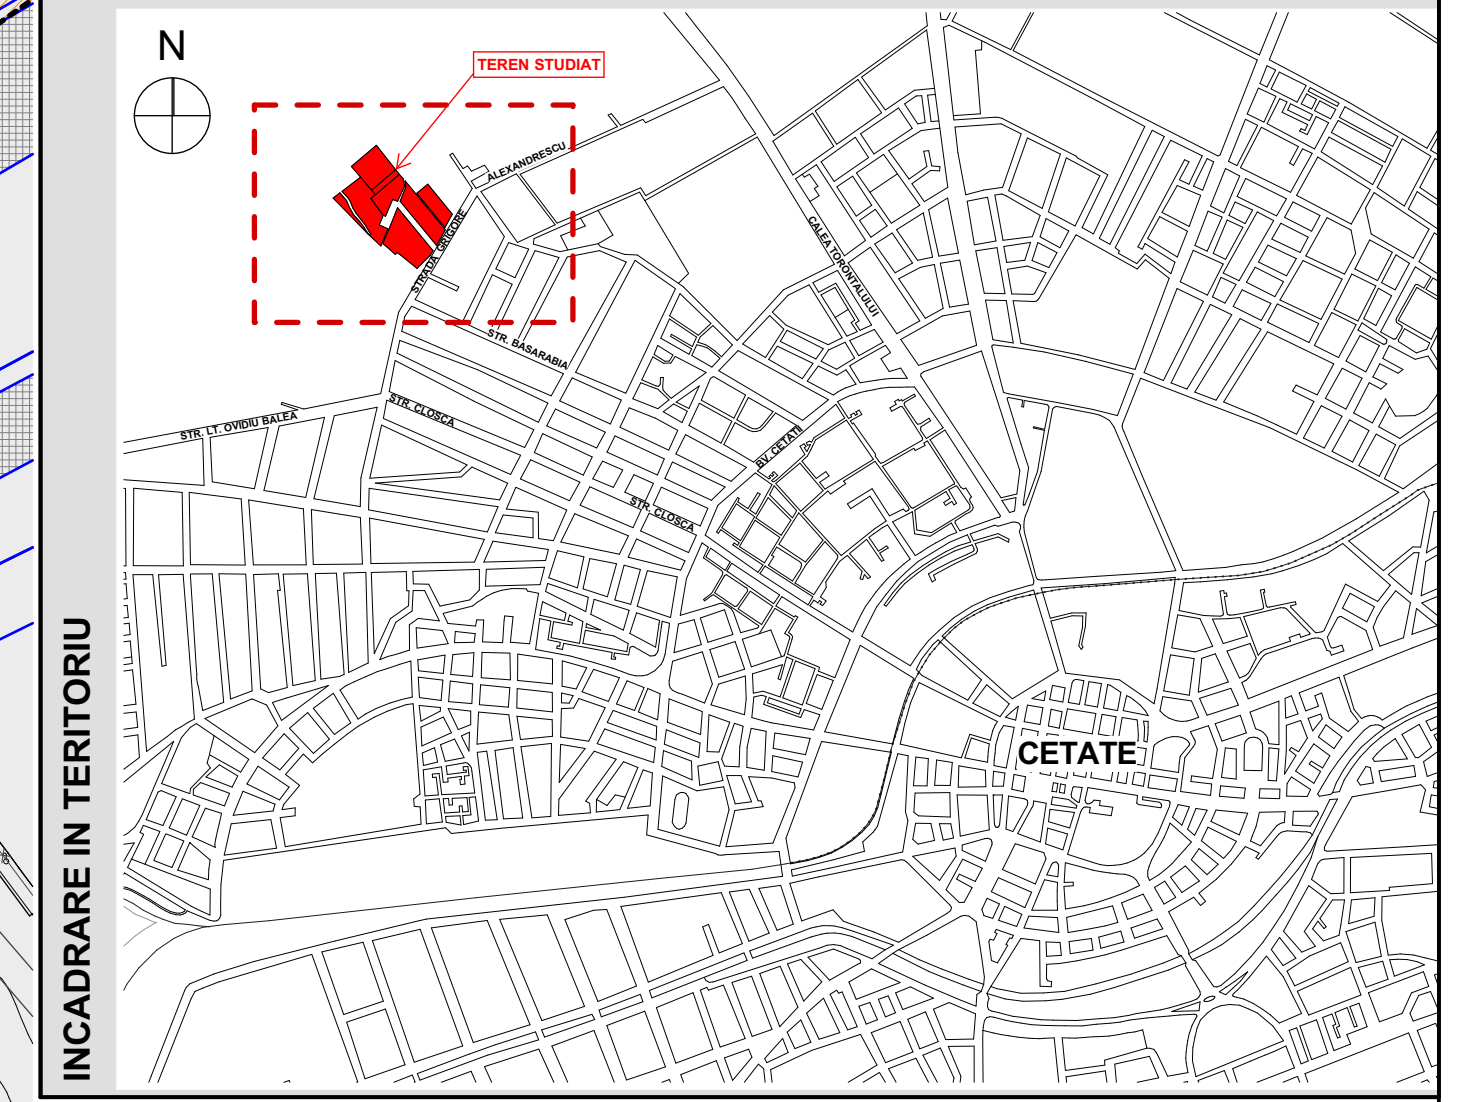 N
TEREN STUDIAT
ALEXANDRESCU
STRADA GRIGORE
CALEA TORONTALULUI
STR. BASARABIA
STR. CLOSCA
STR. LT. OVIDIU BALEA
BV. CETATII
STR. CLOSCA
CETATE
INCADRARE IN TERITORIU